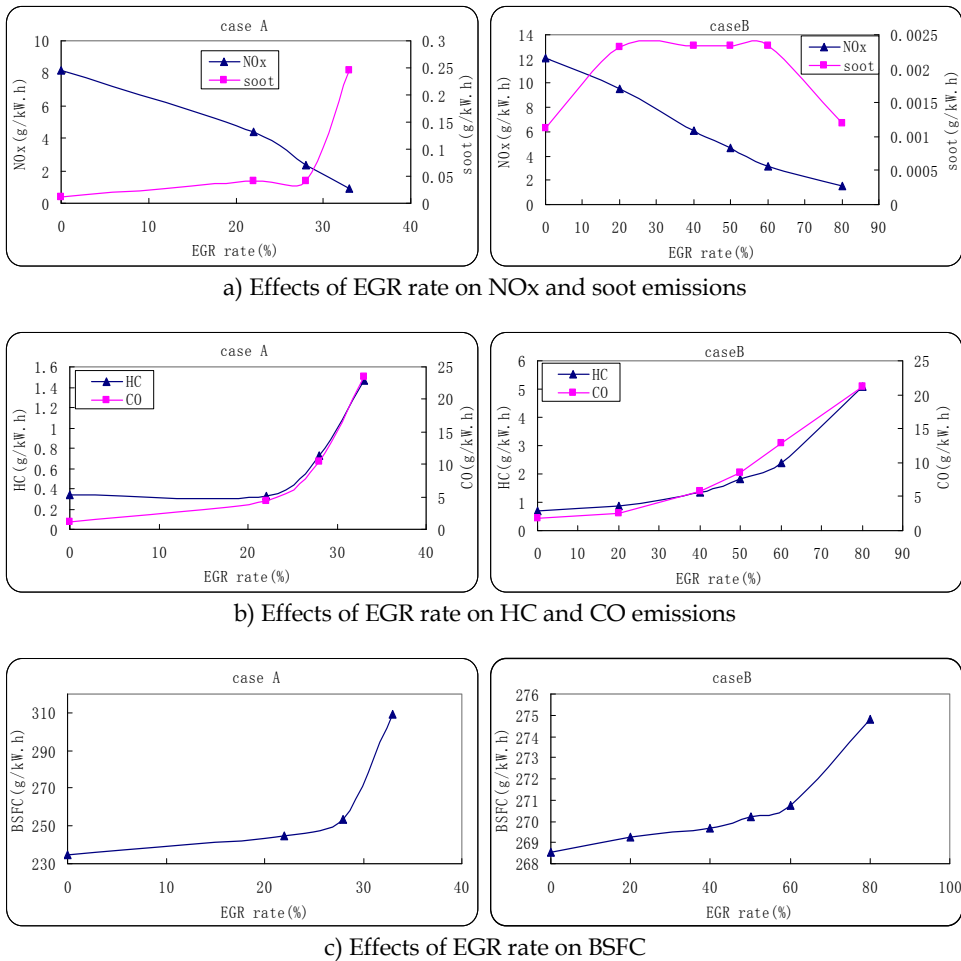 case A
NOx(g/kW.h)
10
8
6
4
2
0
NOx
soot
0.3
0.25
0.2
0.15
0.1
0.05
0
soot(g/kW.h)
0 10 20 30 40
EGR rate(%)
caseB
NOx(g/kW.h)
14
12
10
8
6
4
2
0
NOx
soot
0.0025
0.002
0.0015
0.001
0.0005
0
soot(g/kW.h)
0 10 20 30 40 50 60 70 80 90
EGR rate(%)
a) Effects of EGR rate on NOx and soot emissions
case A
HC(g/kW.h)
1.6
1.4
1.2
1
0.8
0.6
0.4
0.2
0
HC
CO
25
20
15
10
5
0
CO(g/kW.h)
0 10 20 30 40
EGR rate(%)
caseB
HC(g/kW.h)
6
5
4
3
2
1
0
HC
CO
25
20
15
10
5
0
CO(g/kW.h)
0 10 20 30 40 50 60 70 80 90
EGR rate(%)
b) Effects of EGR rate on HC and CO emissions
case A
BSFC(g/kW.h)
310
290
270
250
230
0 10 20 30 40
EGR rate(%)
caseB
BSFC(g/kW.h)
276
275
274
273
272
271
270
269
268
0 20 40 60 80 100
EGR rate(%)
c) Effects of EGR rate on BSFC